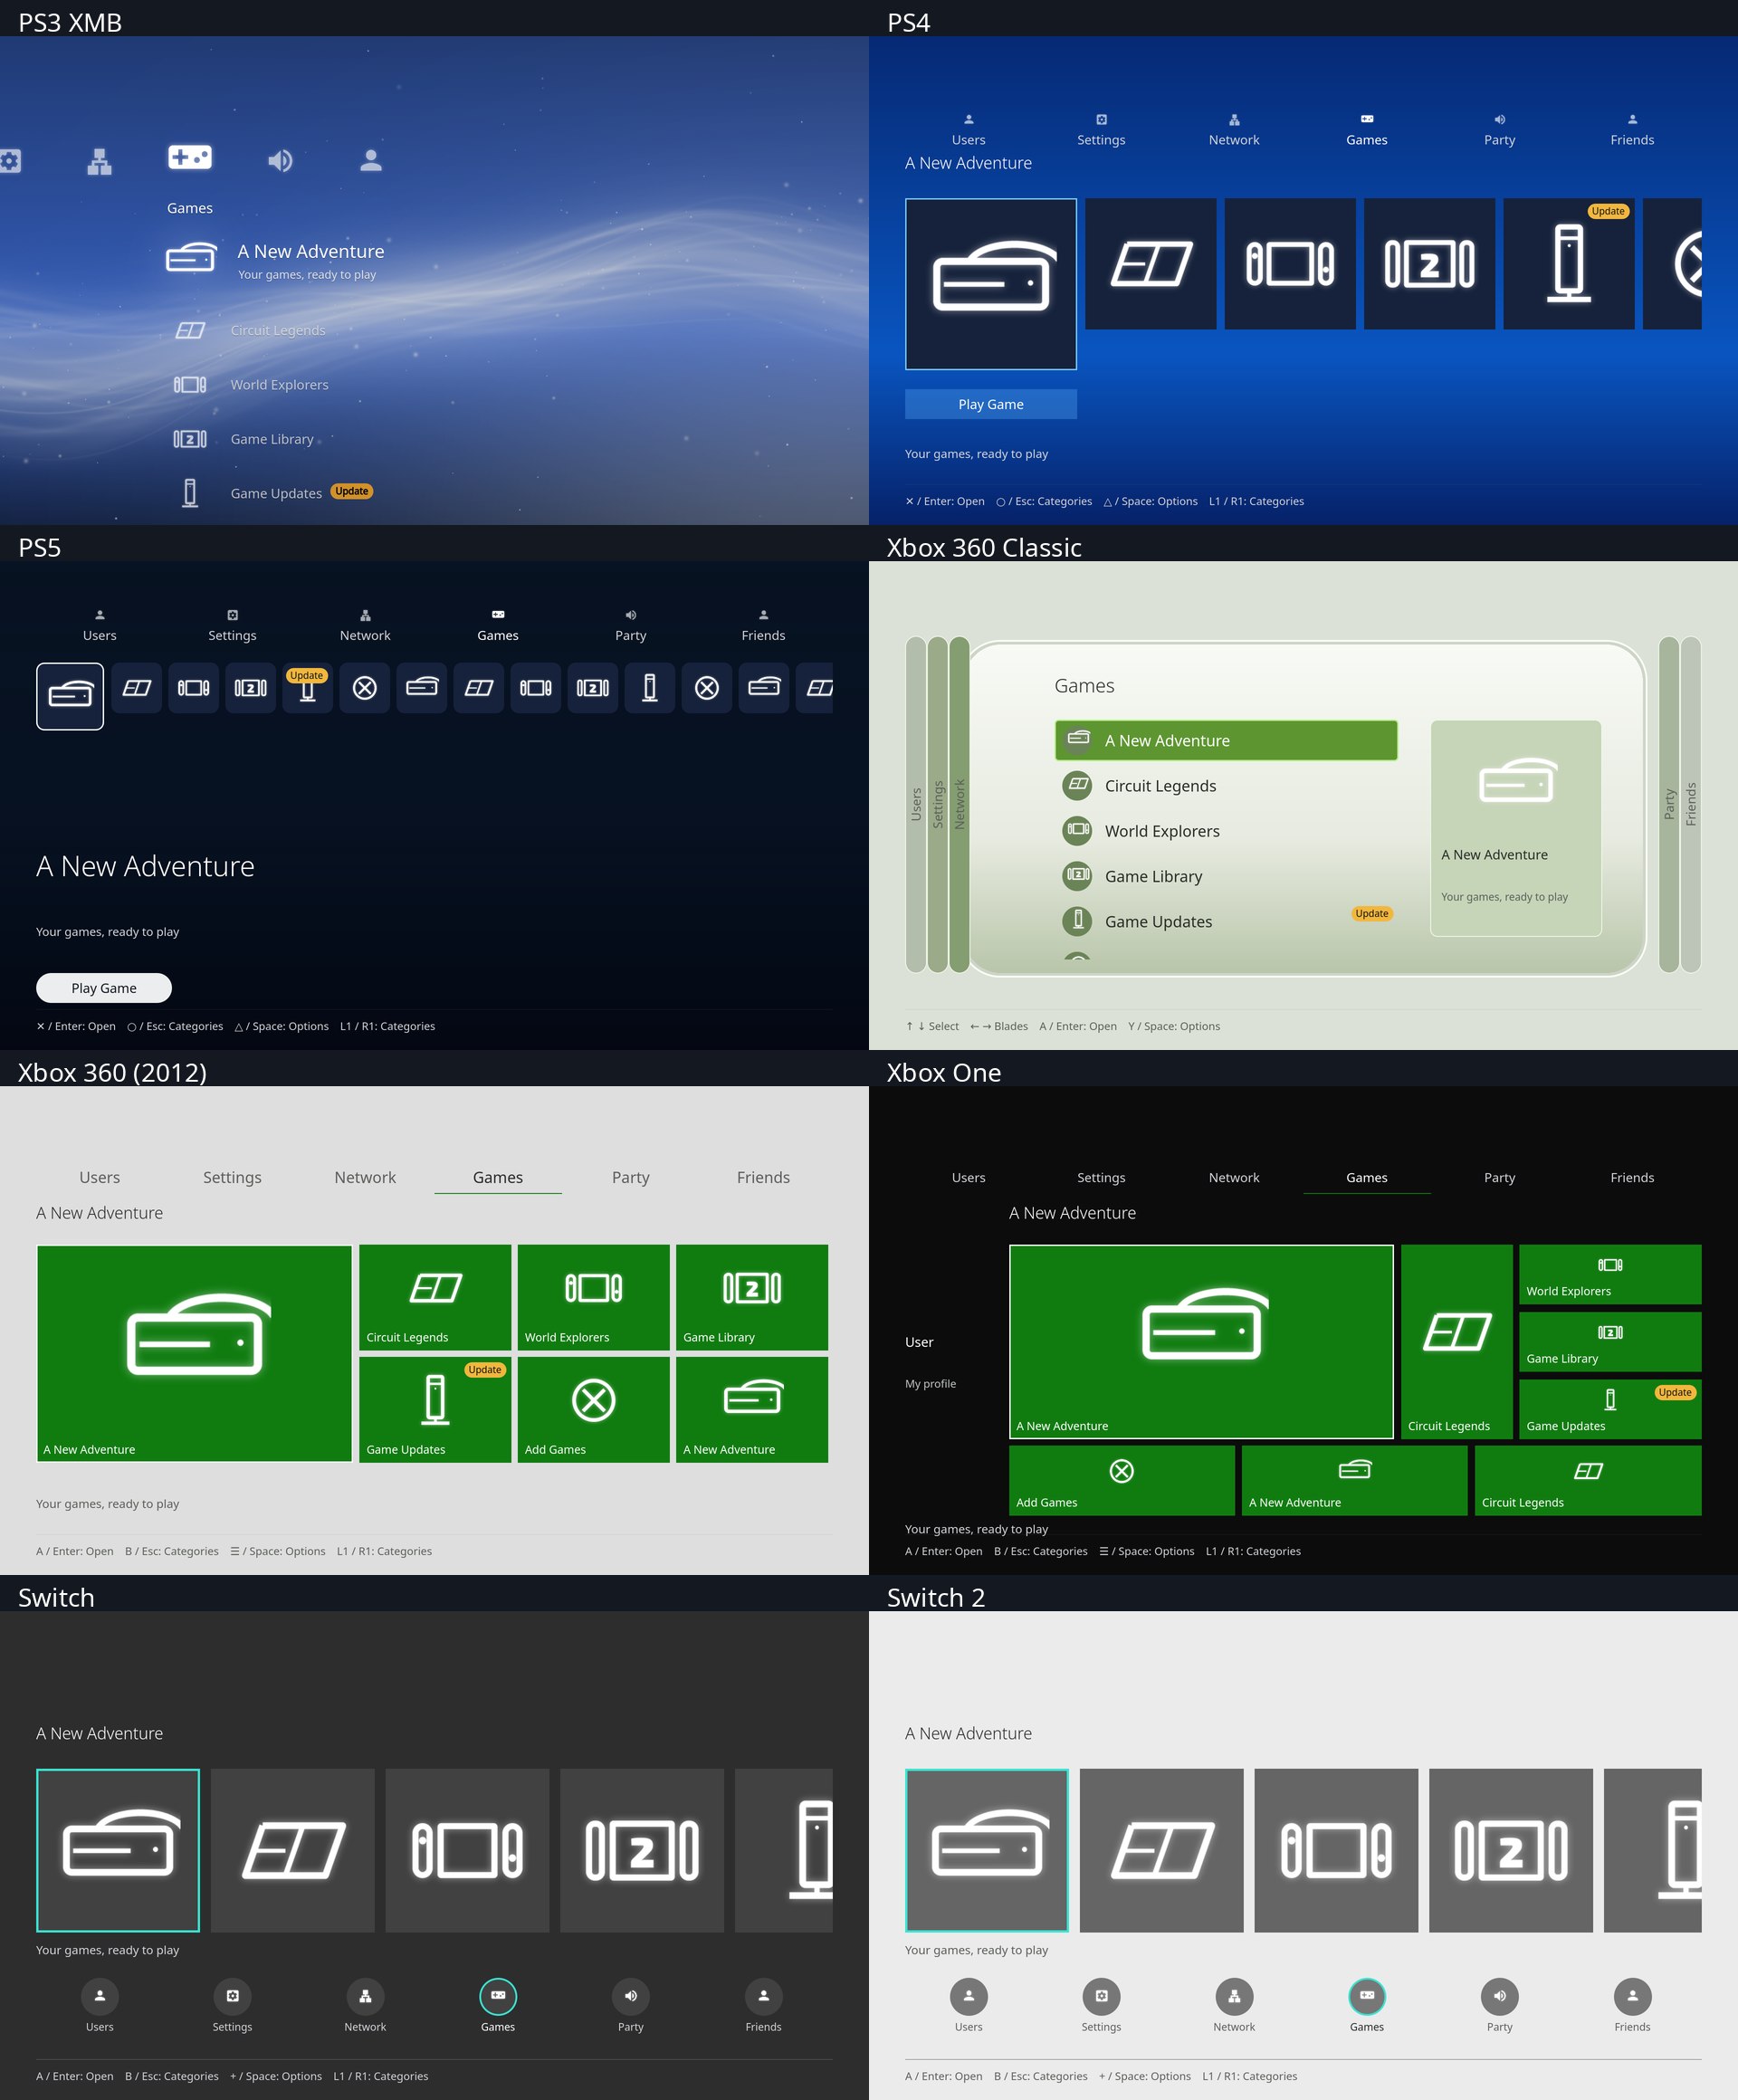 PS3 XMB
Games
A New Adventure
Your games, ready to play
Circuit Legends
World Explorers
Game Library
Game Updates Update
PS4
Users Settings Network Games Party Friends
A New Adventure
2 Update
Play Game
Your games, ready to play
✕ / Enter: Open ○ / Esc: Categories △ / Space: Options L1 / R1: Categories
PS5
Users Settings Network Games Party Friends
2 Update 2
A New Adventure
Your games, ready to play
Play Game
✕ / Enter: Open ○ / Esc: Categories △ / Space: Options L1 / R1: Categories
Xbox 360 Classic
Users
Settings
Network
Games
A New Adventure
Circuit Legends
World Explorers
2 Game Library
Game Updates Update
A New Adventure
Your games, ready to play
Party
Friends
↑ ↓ Select ← → Blades A / Enter: Open Y / Space: Options
Xbox 360 (2012)
Users Settings Network Games Party Friends
A New Adventure
2
Circuit Legends World Explorers Game Library
Update
A New Adventure Game Updates Add Games A New Adventure
Your games, ready to play
A / Enter: Open B / Esc: Categories ☰ / Space: Options L1 / R1: Categories
Xbox One
Users Settings Network Games Party Friends
A New Adventure
User
My profile
World Explorers
2
Game Library
Update
A New Adventure Circuit Legends Game Updates
Add Games A New Adventure Circuit Legends
Your games, ready to play
A / Enter: Open B / Esc: Categories ☰ / Space: Options L1 / R1: Categories
Switch
A New Adventure
2
Your games, ready to play
Users Settings Network Games Party Friends
A / Enter: Open B / Esc: Categories + / Space: Options L1 / R1: Categories
Switch 2
A New Adventure
2
Your games, ready to play
Users Settings Network Games Party Friends
A / Enter: Open B / Esc: Categories + / Space: Options L1 / R1: Categories